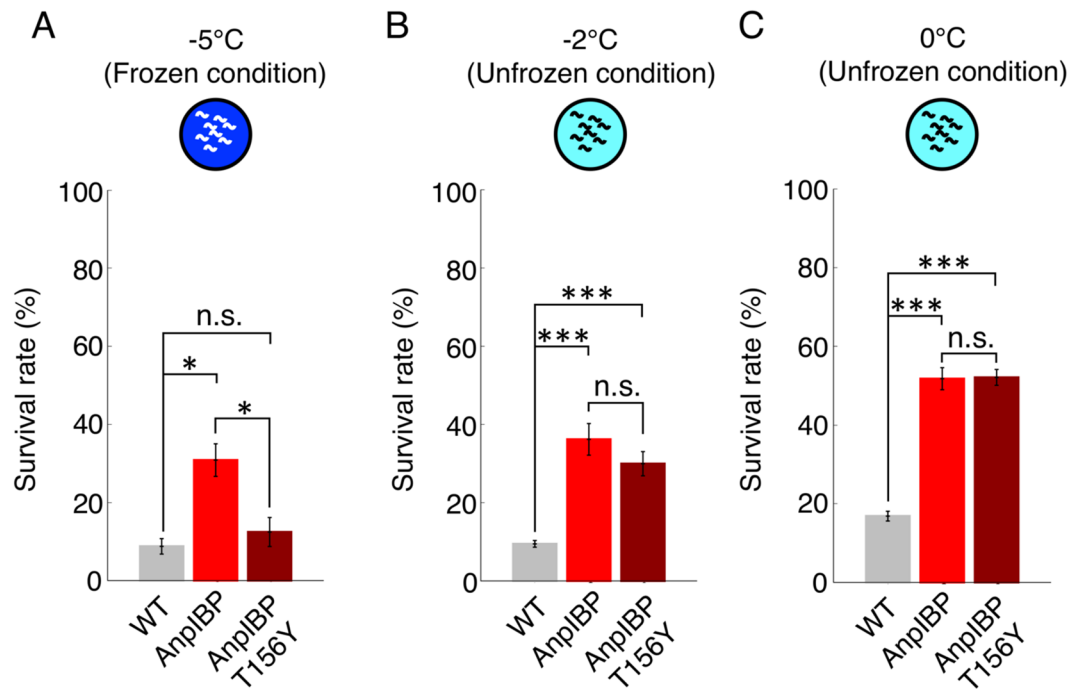 A
-5°C
(Frozen condition)
Survival rate (%)
100
80
60
40
20
0
n.s.
*
*
WT
AnpIBP
AnpIBP
T156Y
B
-2°C
(Unfrozen condition)
Survival rate (%)
100
80
60
40
20
0
***
***
n.s.
WT
AnpIBP
AnpIBP
T156Y
C
0°C
(Unfrozen condition)
Survival rate (%)
100
80
60
40
20
0
***
***
n.s.
WT
AnpIBP
AnpIBP
T156Y